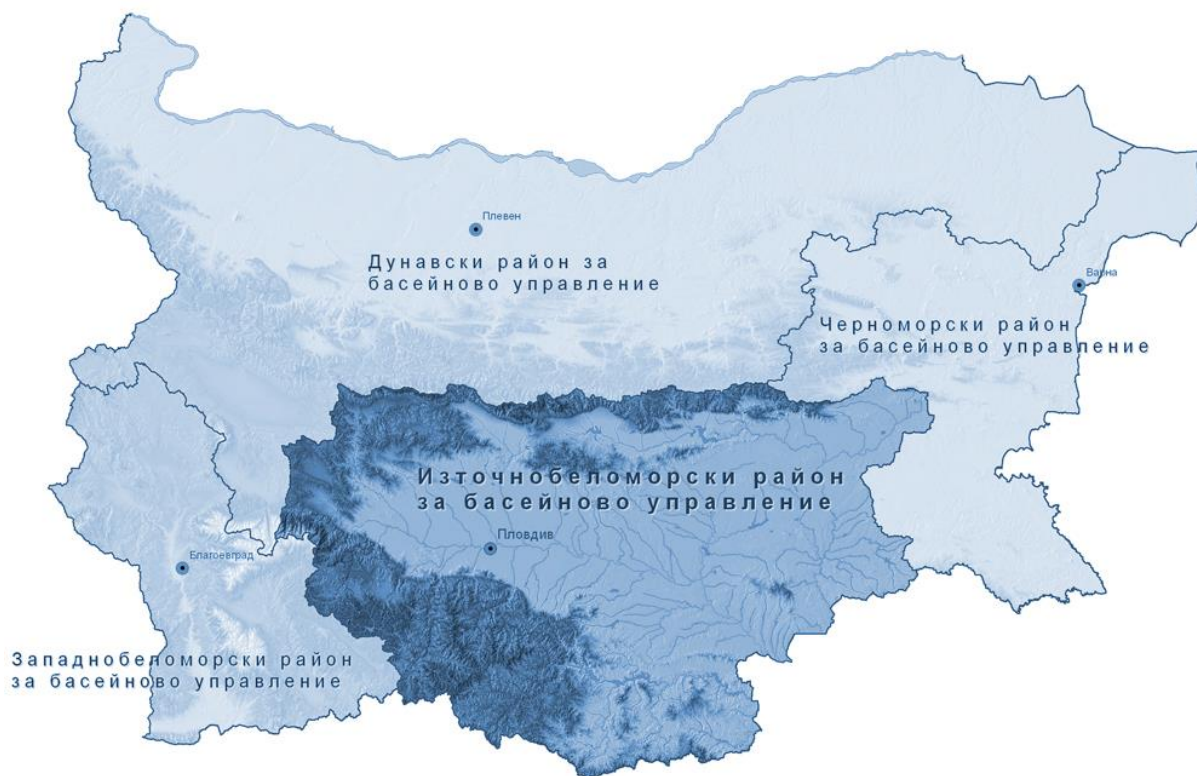 Плевен
Дунавски район за
басейново управление
Варна
Черноморски район
за басейново управление
Източнобеломорски район
за басейново управление
Пловдив
Благоевград
Западнобеломорски район
за басейново управление